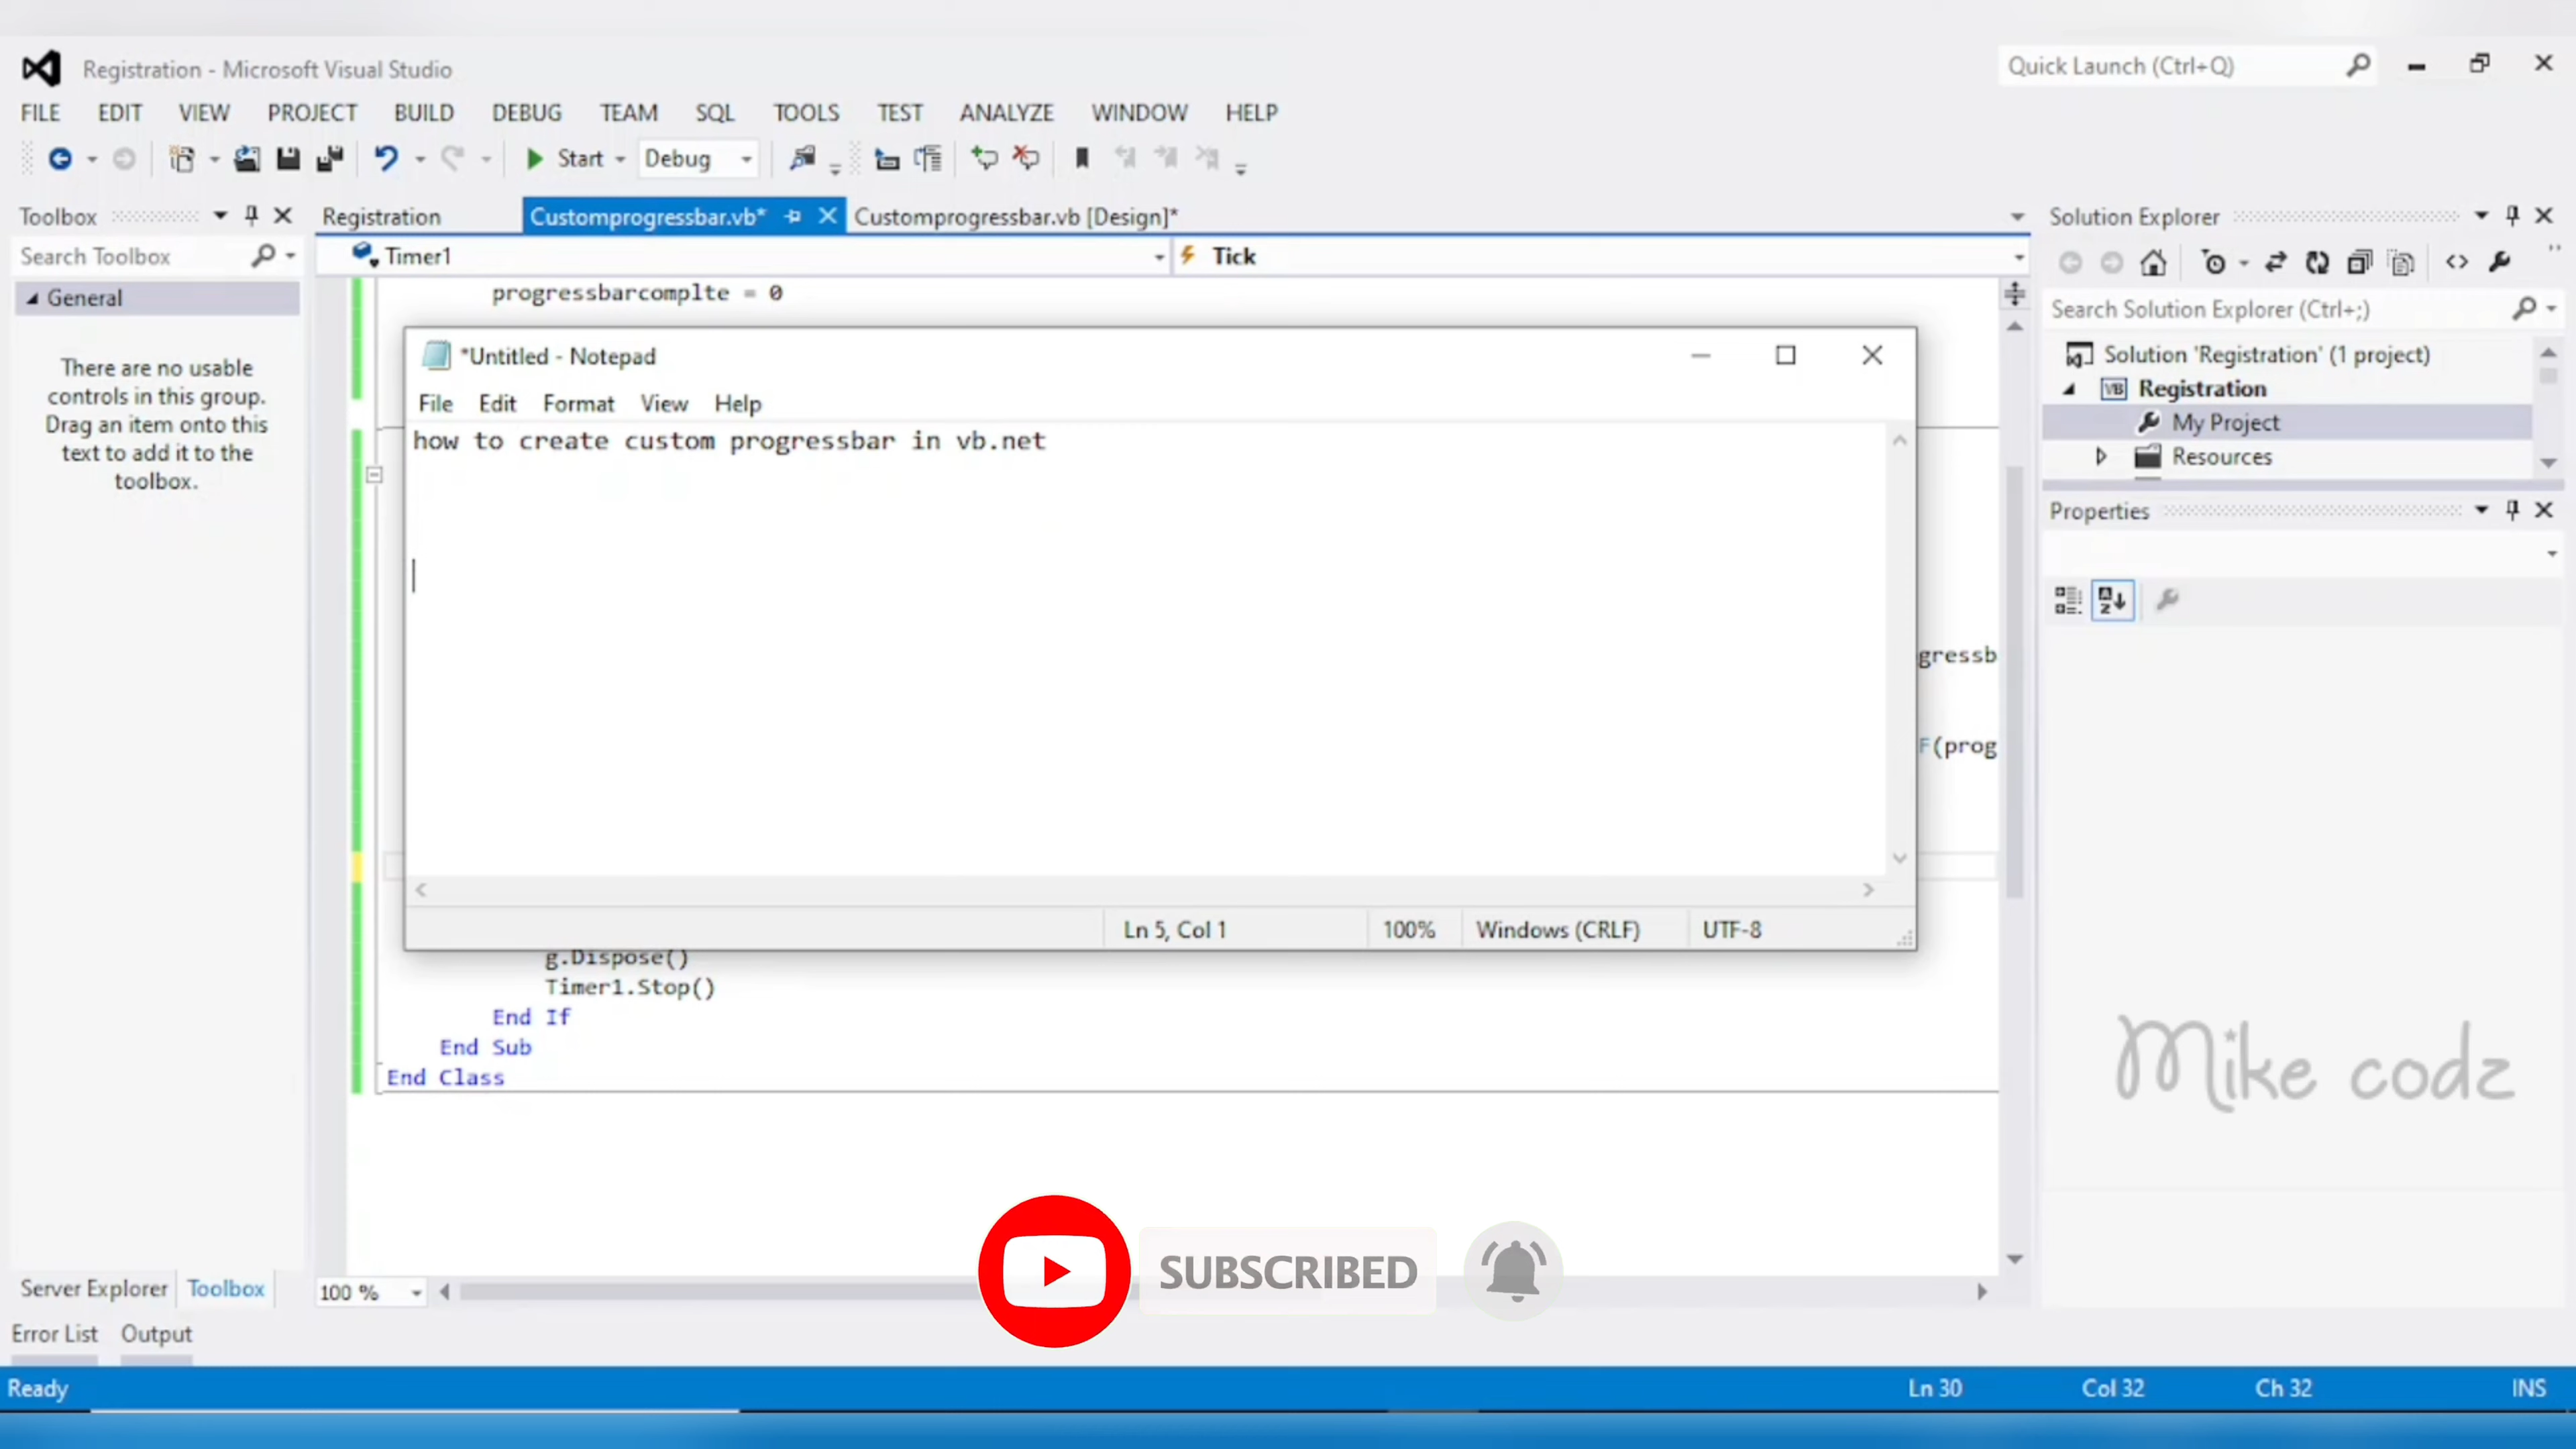 Registration - Microsoft Visual Studio
Quick Launch (Ctrl+Q)
FILE EDIT VIEW PROJECT BUILD DEBUG TEAM SQL TOOLS TEST ANALYZE WINDOW HELP
Start Debug
Toolbox
Registration Customprogressbar.vb* Customprogressbar.vb [Design]*
Solution Explorer
Search Toolbox
Timer1 Tick
General
progressbarcomplte = 0
Search Solution Explorer (Ctrl+;)
There are no usable
controls in this group.
Drag an item onto this
text to add it to the
toolbox.
*Untitled - Notepad
File Edit Format View Help
how to create custom progressbar in vb.net
Solution 'Registration' (1 project)
VB Registration
My Project
Resources
Properties
gressb
F(prog
Ln 5, Col 1 100% Windows (CRLF) UTF-8
g.Dispose()
Timer1.Stop()
End If
End Sub
End Class
Mike codz
SUBSCRIBED
Server Explorer Toolbox
100 %
Error List Output
Ready Ln 30 Col 32 Ch 32 INS